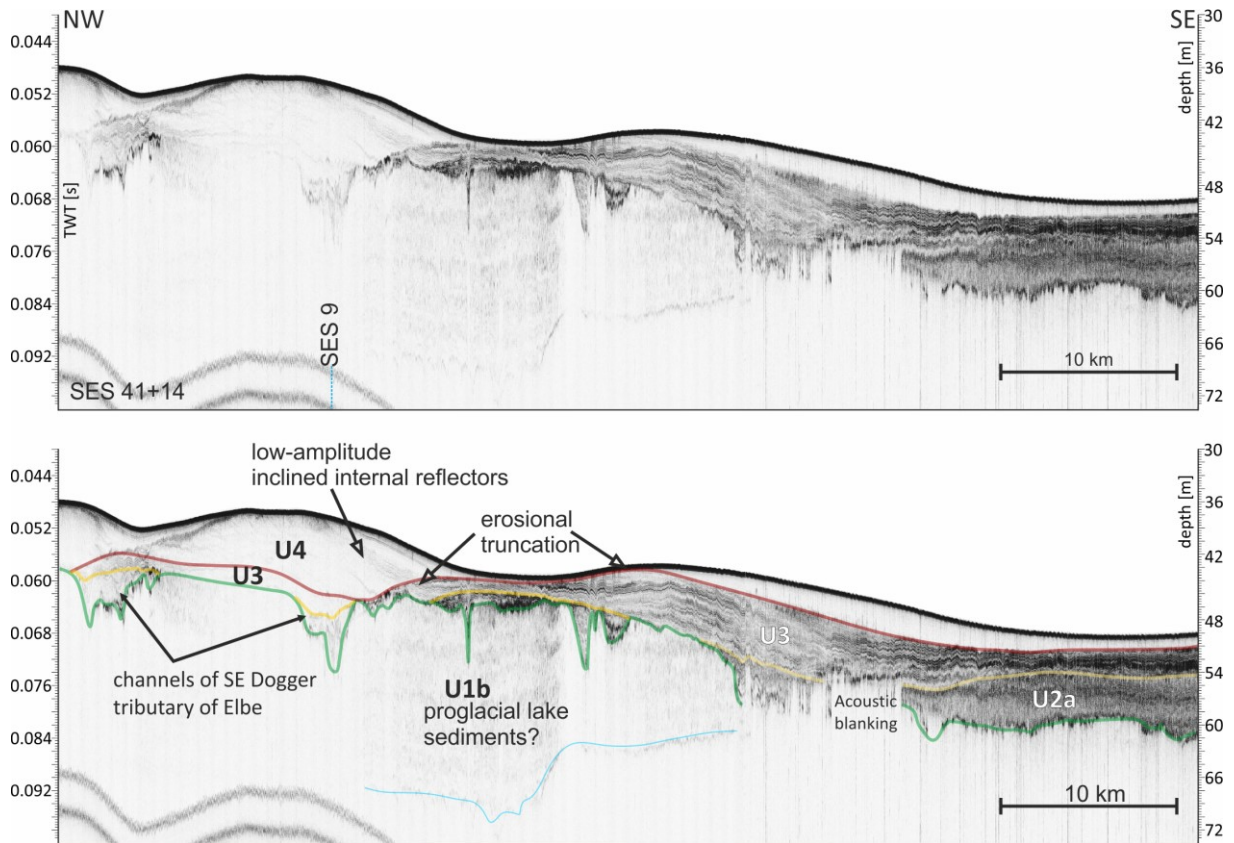 NW
SE
0.044
0.052
0.060
0.068
0.076
0.084
0.092
TWT [s]
30
36
42
48
54
60
66
72
depth [m]
SES 9
SES 41+14
10 km
low-amplitude
inclined internal reflectors
erosional
truncation
U4
U3
channels of SE Dogger
tributary of Elbe
U1b
proglacial lake
sediments?
U3
Acoustic
blanking
U2a
10 km
0.044
0.052
0.060
0.068
0.076
0.084
0.092
30
36
42
48
54
60
66
72
depth [m]